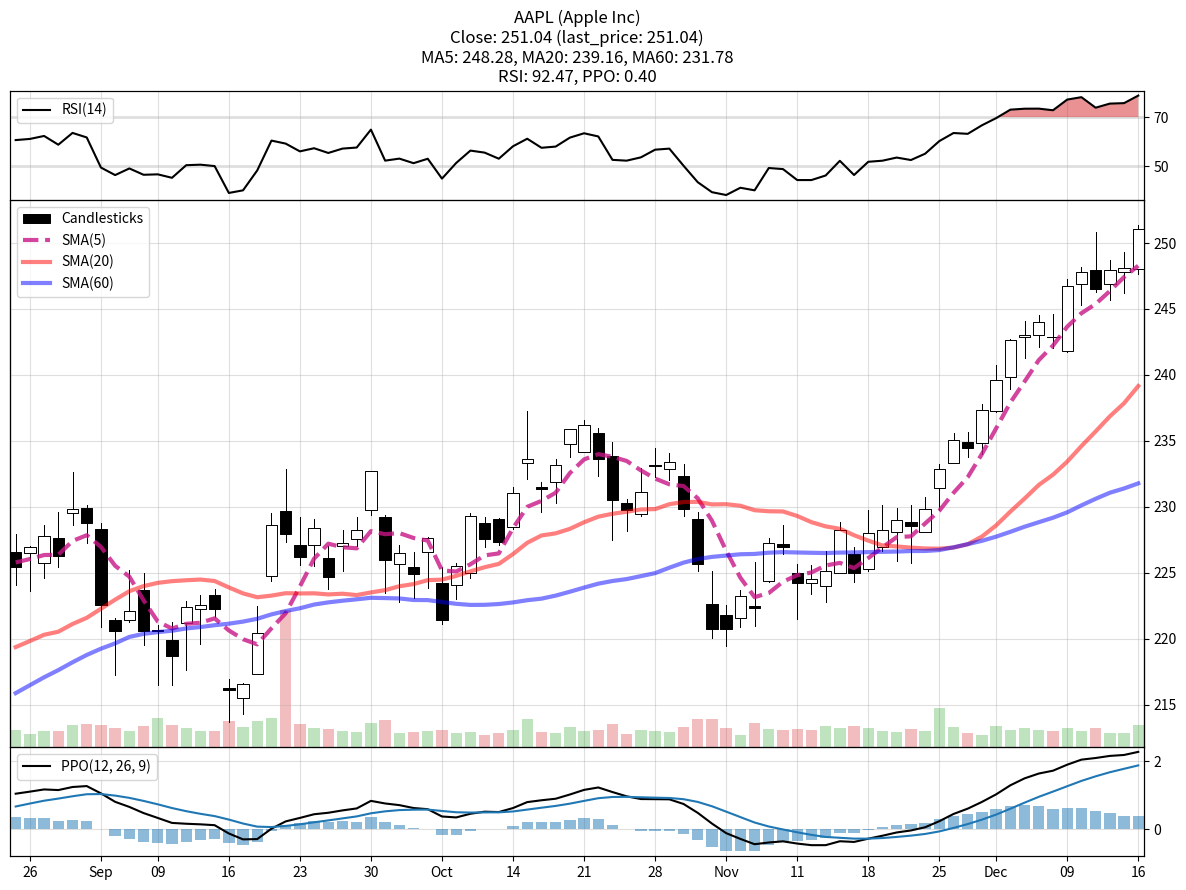 AAPL (Apple Inc)
Close: 251.04 (last_price: 251.04)
MA5: 248.28, MA20: 239.16, MA60: 231.78
RSI: 92.47, PPO: 0.40
RSI(14)
70
50
Candlesticks
SMA(5)
SMA(20)
SMA(60)
250
245
240
235
230
225
220
215
PPO(12, 26, 9)
2
0
26 Sep 09 16 23 30 Oct 14 21 28 Nov 11 18 25 Dec 09 16